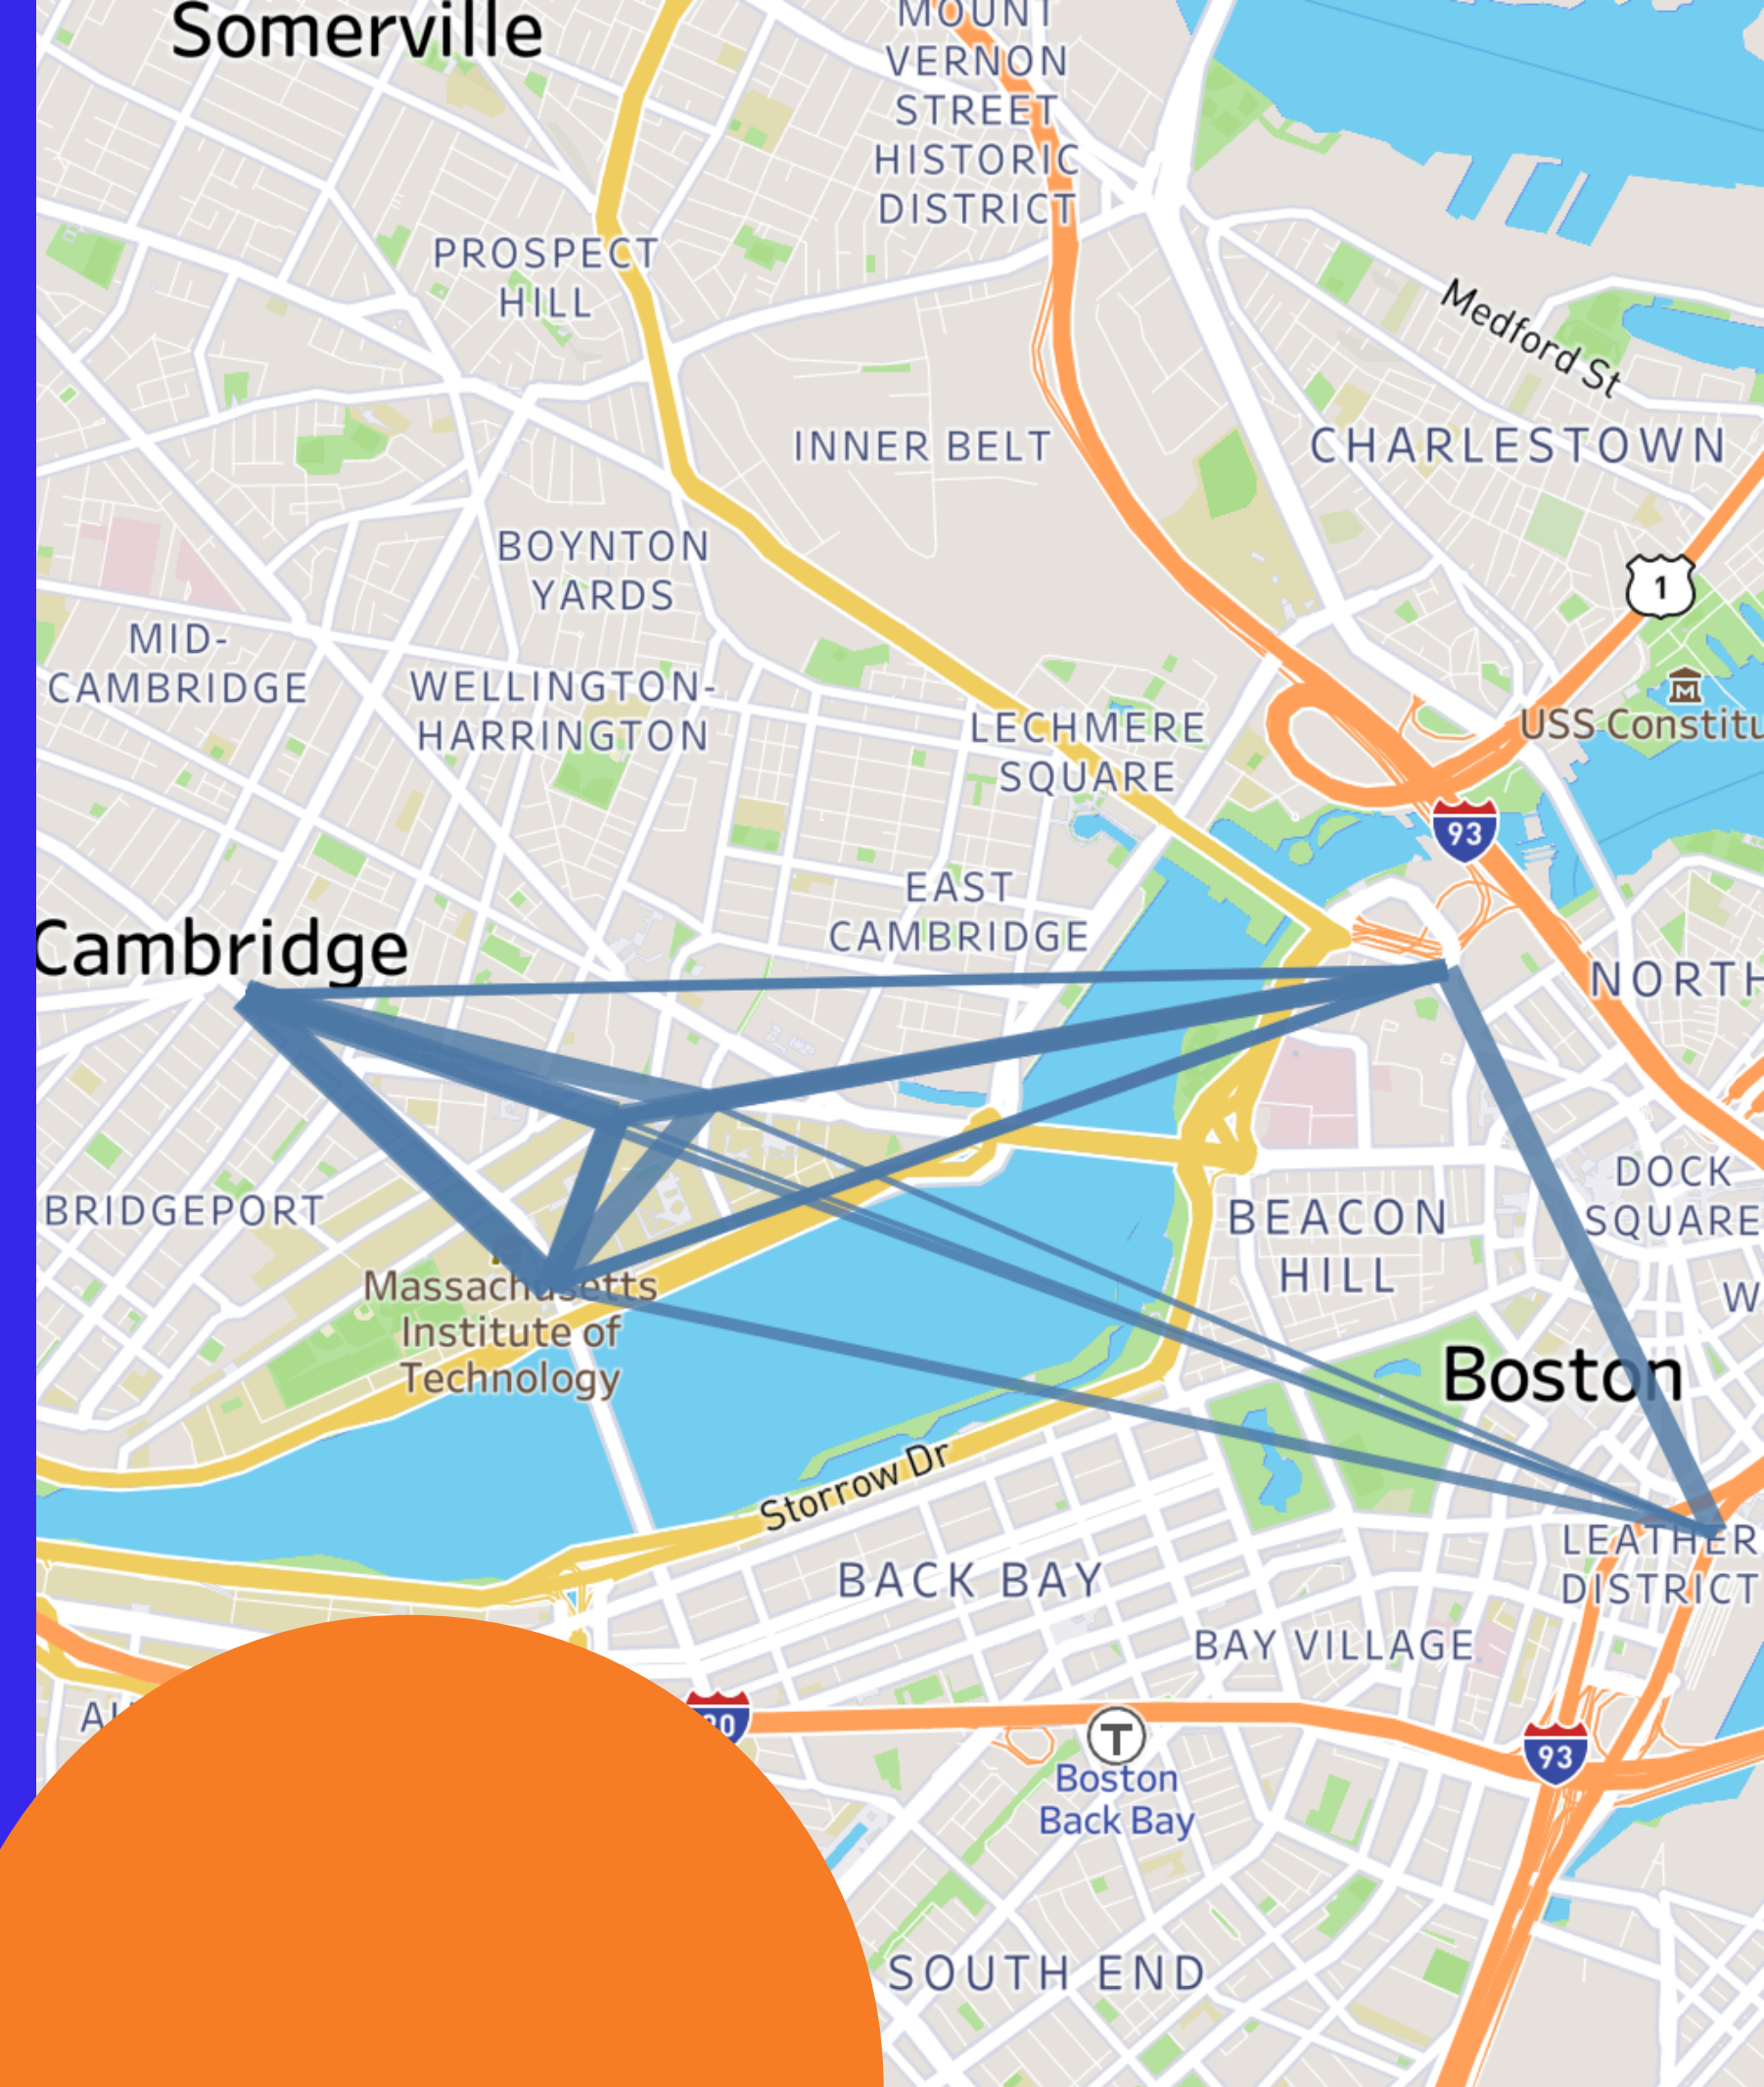 Somerville
MOUNT
VERNON
STREET
HISTORIC
DISTRICT
PROSPECT
HILL
Medford St
INNER BELT
CHARLESTOWN
BOYNTON
YARDS
1
MID-
CAMBRIDGE
WELLINGTON-
HARRINGTON
LECHMERE
SQUARE
USS Constitu
93
EAST
CAMBRIDGE
Cambridge
NORTH
BRIDGEPORT
BEACON
HILL
DOCK
SQUARE
W
Massachusetts
Institute of
Technology
Boston
Storrow Dr
LEATHER
DISTRICT
BACK BAY
BAY VILLAGE
T
Boston
Back Bay
93
SOUTH END